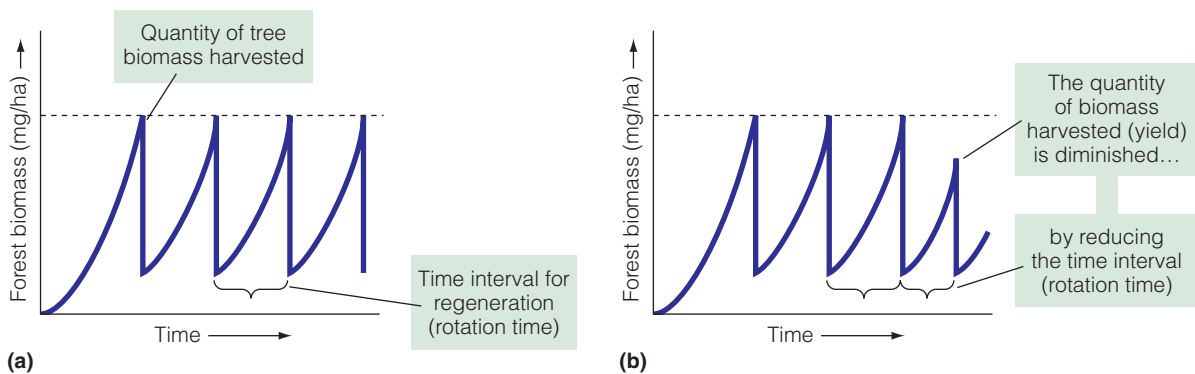 Quantity of tree
biomass harvested
Forest biomass (mg/ha)
Time interval for
regeneration
(rotation time)
Time
(a)
Forest biomass (mg/ha)
The quantity
of biomass
harvested (yield)
is diminished…
by reducing
the time interval
(rotation time)
Time
(b)